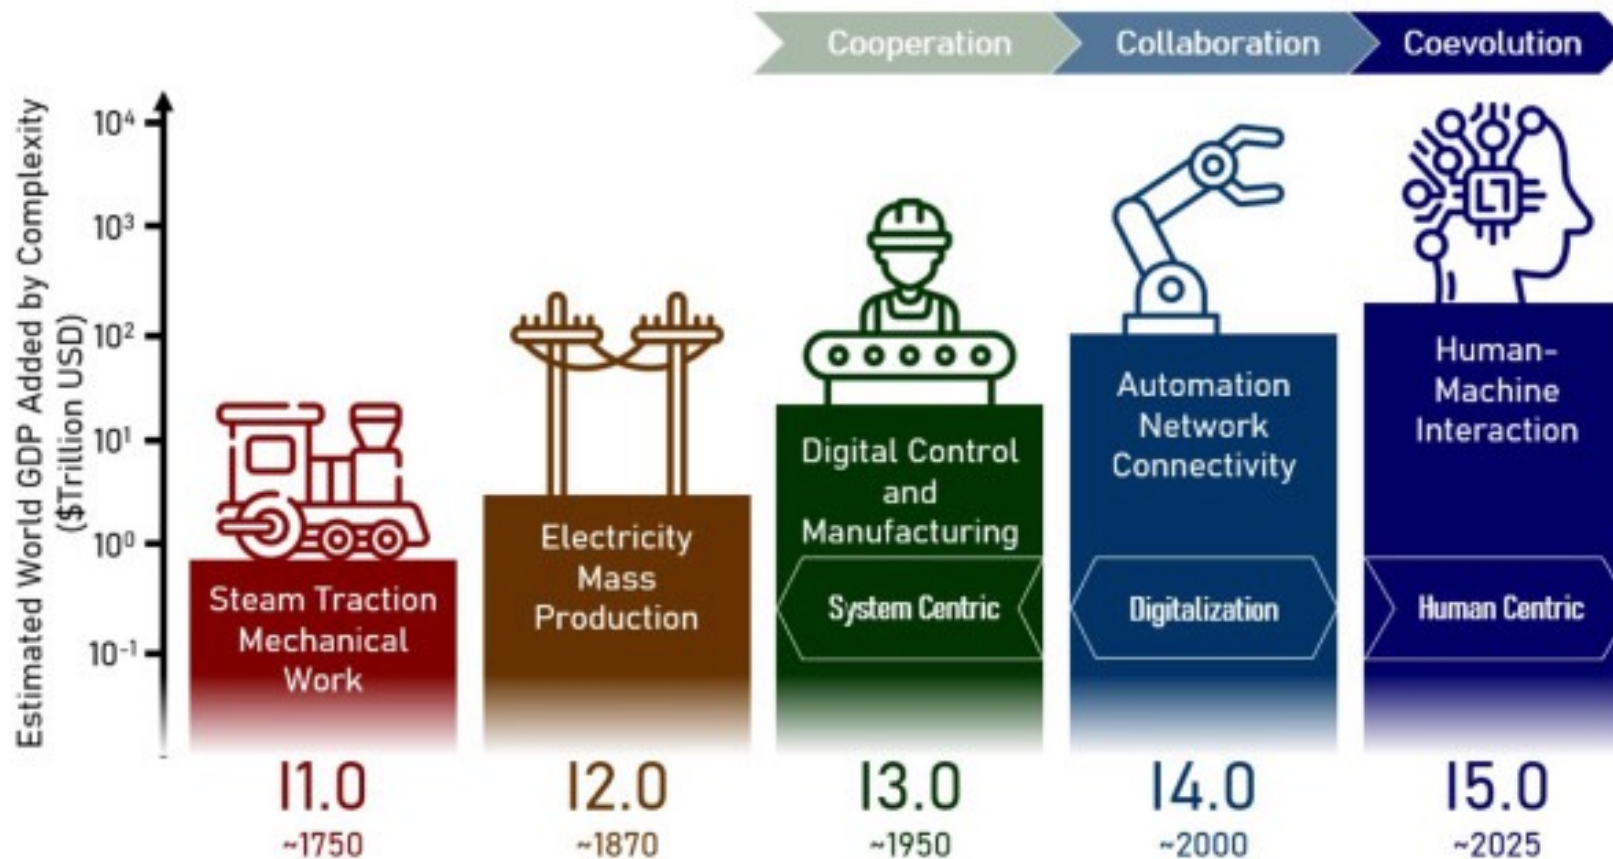 Cooperation
Collaboration
Coevolution
Estimated World GDP Added by Complexity
($Trillion USD)
10⁴
10³
10²
10¹
10⁰
10⁻¹
Steam Traction
Mechanical
Work
Electricity
Mass
Production
Digital Control
and
Manufacturing
System Centric
Automation
Network
Connectivity
Digitalization
Human-
Machine
Interaction
Human Centric
I1.0
~1750
I2.0
~1870
I3.0
~1950
I4.0
~2000
I5.0
~2025